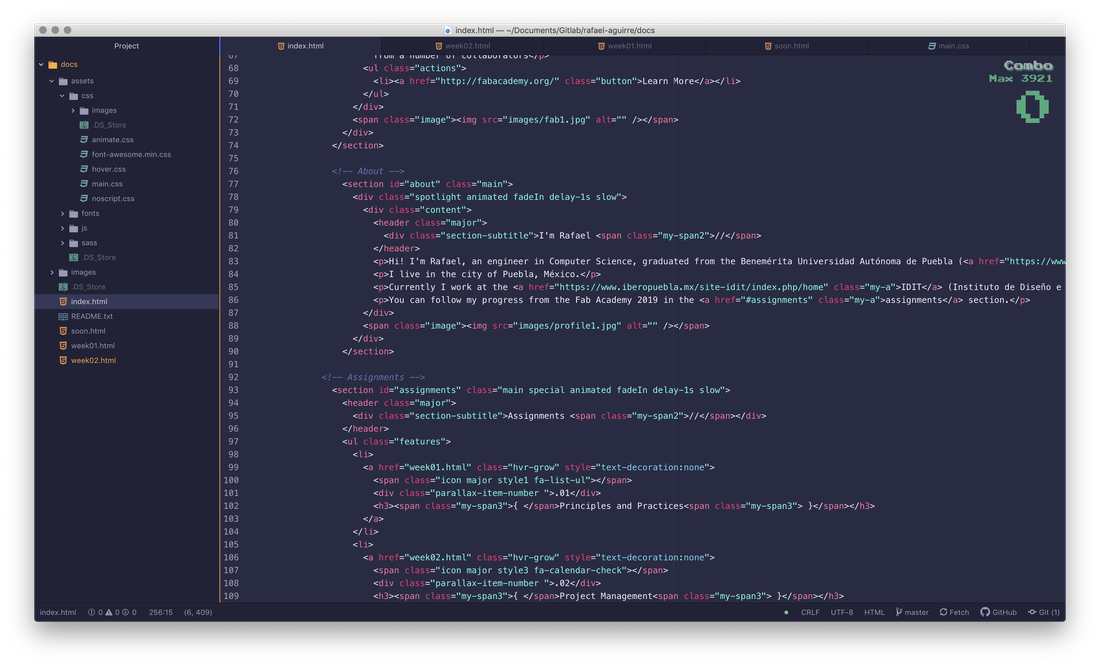 index.html — ~/Documents/Gitlab/rafael-aguirre/docs
Project
index.html
week02.html
week01.html
soon.html
main.css
docs
assets
css
images
.DS_Store
animate.css
font-awesome.min.css
hover.css
main.css
noscript.css
fonts
js
sass
.DS_Store
images
.DS_Store
index.html
README.txt
soon.html
week01.html
week02.html
Combo
Max 3921
0
67 from a number of collaborators</p>
68 <ul class="actions">
69 <li><a href="http://fabacademy.org/" class="button">Learn More</a></li>
70 </ul>
71 </div>
72 <span class="image"><img src="images/fab1.jpg" alt="" /></span>
73 </div>
74 </section>
75
76 <!-- About -->
77 <section id="about" class="main">
78 <div class="spotlight animated fadeIn delay-1s slow">
79 <div class="content">
80 <header class="major">
81 <div class="section-subtitle">I'm Rafael <span class="my-span2">//</span>
82 </header>
83 <p>Hi! I'm Rafael, an engineer in Computer Science, graduated from the Benemérita Universidad Autónoma de Puebla (<a href="https://www
84 <p>I live in the city of Puebla, México.</p>
85 <p>Currently I work at the <a href="https://www.iberopuebla.mx/site-idit/index.php/home" class="my-a">IDIT</a> (Instituto de Diseño e
86 <p>You can follow my progress from the Fab Academy 2019 in the <a href="#assignments" class="my-a">assignments</a> section.</p>
87 </div>
88 <span class="image"><img src="images/profile1.jpg" alt="" /></span>
89 </div>
90 </section>
91
92 <!-- Assignments -->
93 <section id="assignments" class="main special animated fadeIn delay-1s slow">
94 <header class="major">
95 <div class="section-subtitle">Assignments <span class="my-span2">//</span></div>
96 </header>
97 <ul class="features">
98 <li>
99 <a href="week01.html" class="hvr-grow" style="text-decoration:none">
100 <span class="icon major style1 fa-list-ul"></span>
101 <div class="parallax-item-number ">.01</div>
102 <h3><span class="my-span3">{ </span>Principles and Practices<span class="my-span3"> }</span></h3>
103 </a>
104 </li>
105 <li>
106 <a href="week02.html" class="hvr-grow" style="text-decoration:none">
107 <span class="icon major style3 fa-calendar-check"></span>
108 <div class="parallax-item-number ">.02</div>
109 <h3><span class="my-span3">{ </span>Project Management<span class="my-span3"> }</span></h3>
index.html 0 0 0 256:15 (6, 409) CRLF UTF-8 HTML master Fetch GitHub Git (1)